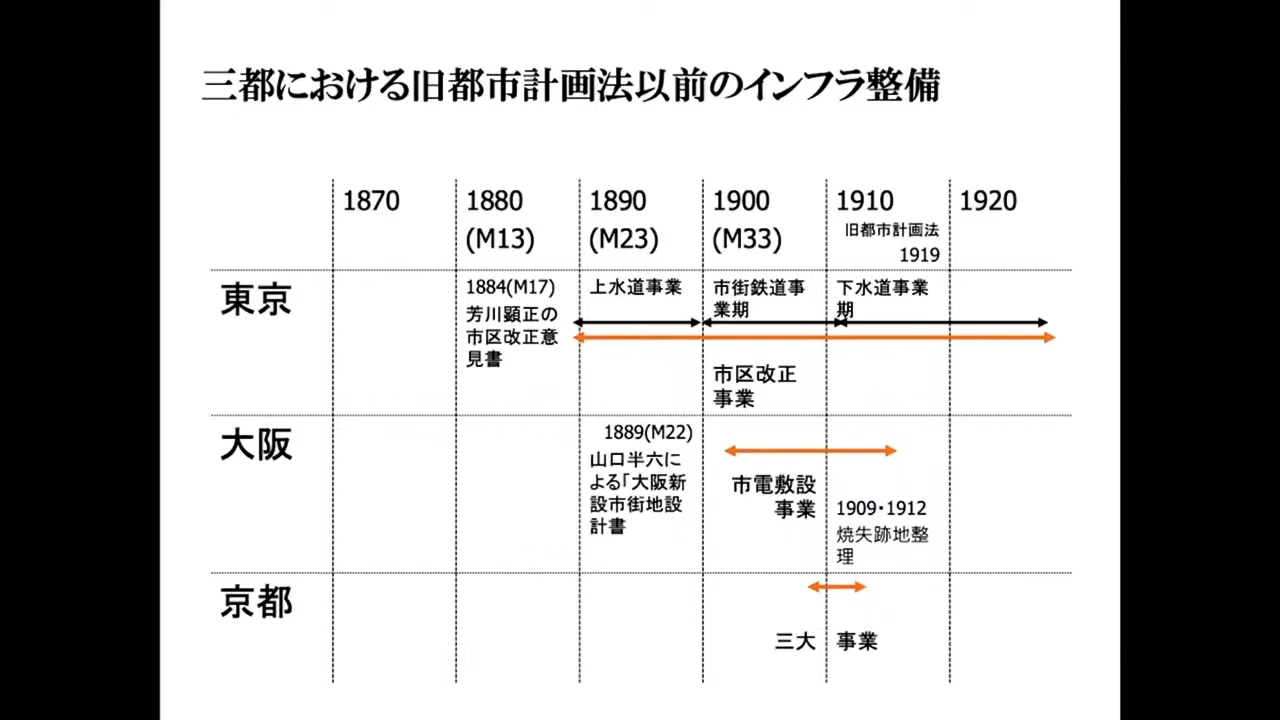 三都における旧都市計画法以前のインフラ整備
1870
1880
(M13)
1890
(M23)
1900
(M33)
1910
旧都市計画法
1919
1920
東京
1884(M17)
芳川顕正の
市区改正意
見書
上水道事業
市街鉄道事
業期
下水道事業
期
市区改正
事業
大阪
1889(M22)
山口半六に
よる「大阪新
設市街地設
計書
市電敷設
事業
1909・1912
焼失跡地整
理
京都
三大 事業